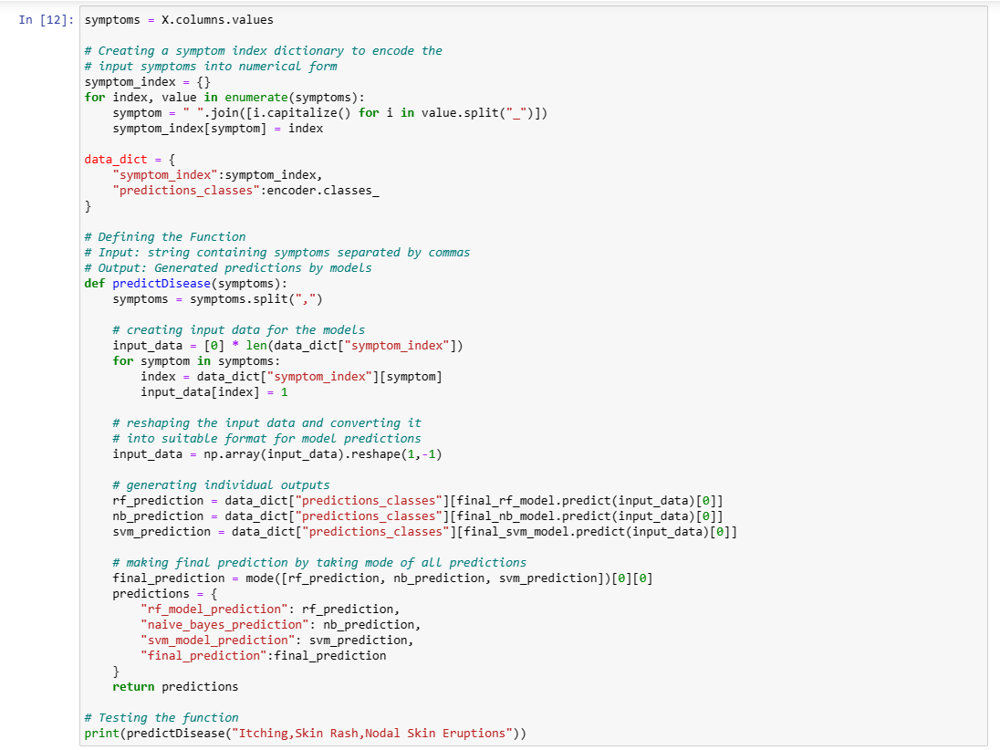 In [12]: symptoms = X.columns.values

# Creating a symptom index dictionary to encode the
# input symptoms into numerical form
symptom_index = {}
for index, value in enumerate(symptoms):
    symptom = " ".join([i.capitalize() for i in value.split("_")])
    symptom_index[symptom] = index

data_dict = {
    "symptom_index":symptom_index,
    "predictions_classes":encoder.classes_
}

# Defining the Function
# Input: string containing symptoms separated by commas
# Output: Generated predictions by models
def predictDisease(symptoms):
    symptoms = symptoms.split(",")

    # creating input data for the models
    input_data = [0] * len(data_dict["symptom_index"])
    for symptom in symptoms:
        index = data_dict["symptom_index"][symptom]
        input_data[index] = 1

    # reshaping the input data and converting it
    # into suitable format for model predictions
    input_data = np.array(input_data).reshape(1,-1)

    # generating individual outputs
    rf_prediction = data_dict["predictions_classes"][final_rf_model.predict(input_data)[0]]
    nb_prediction = data_dict["predictions_classes"][final_nb_model.predict(input_data)[0]]
    svm_prediction = data_dict["predictions_classes"][final_svm_model.predict(input_data)[0]]

    # making final prediction by taking mode of all predictions
    final_prediction = mode([rf_prediction, nb_prediction, svm_prediction])[0][0]
    predictions = {
        "rf_model_prediction": rf_prediction,
        "naive_bayes_prediction": nb_prediction,
        "svm_model_prediction": svm_prediction,
        "final_prediction":final_prediction
    }
    return predictions

# Testing the function
print(predictDisease("Itching,Skin Rash,Nodal Skin Eruptions"))